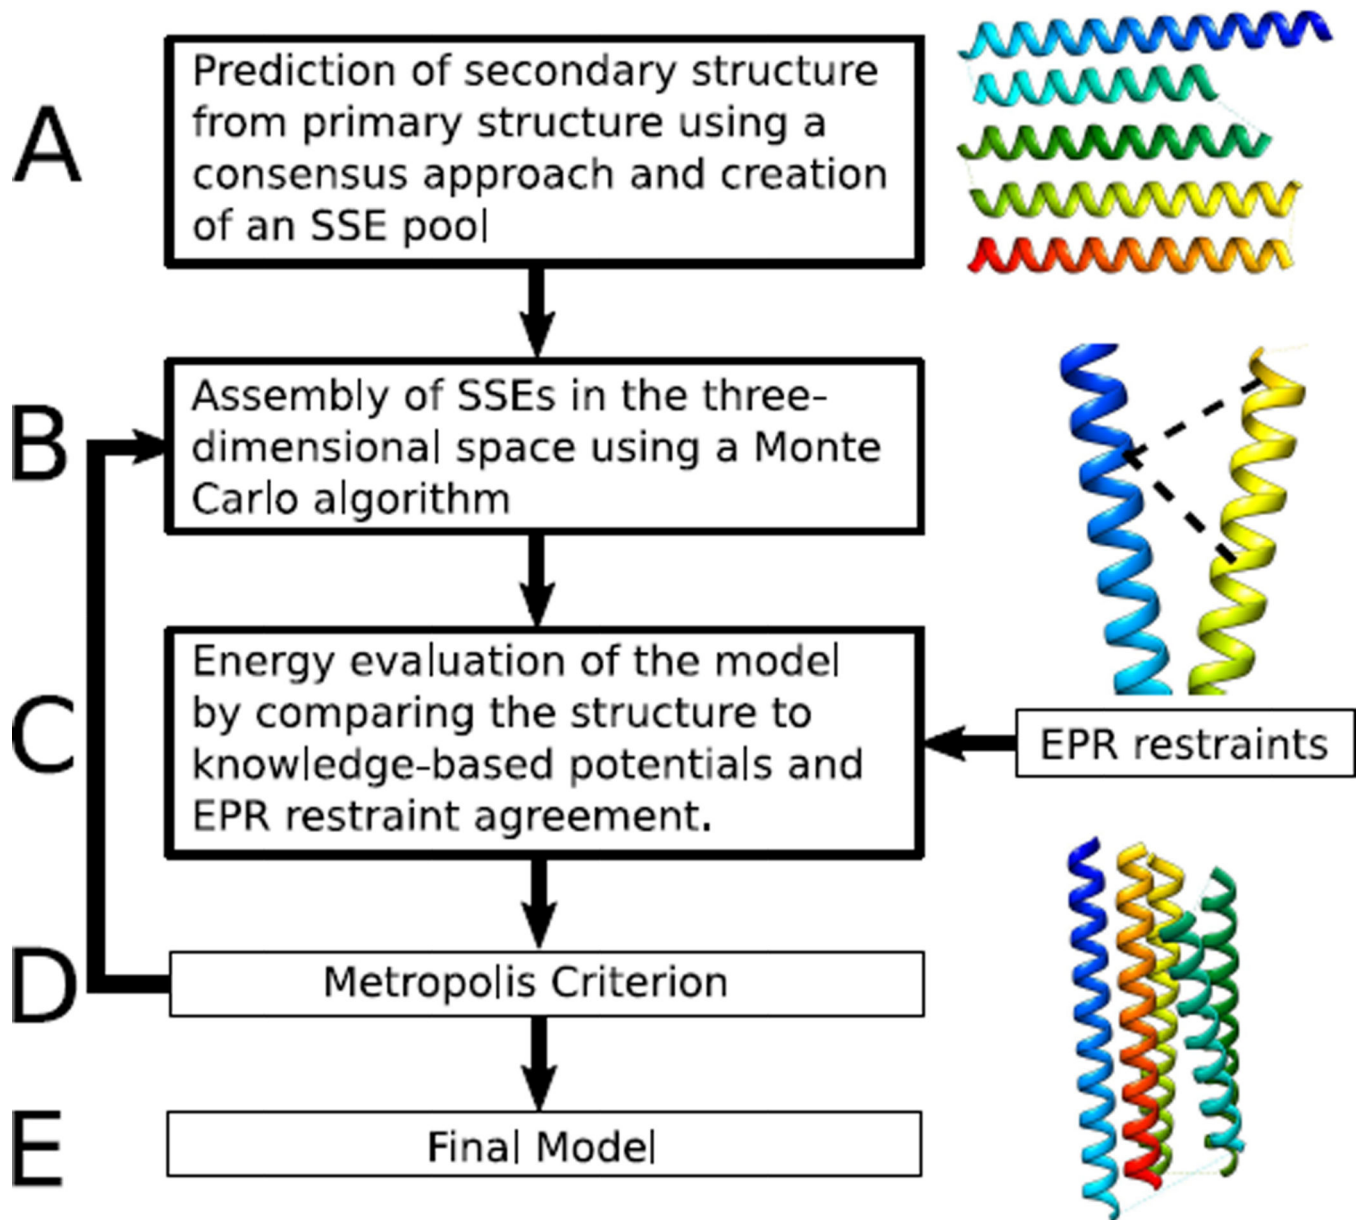 A
Prediction of secondary structure
from primary structure using a
consensus approach and creation
of an SSE pool
B
Assembly of SSEs in the three-
dimensional space using a Monte
Carlo algorithm
C
Energy evaluation of the model
by comparing the structure to
knowledge-based potentials and
EPR restraint agreement.
EPR restraints
D
Metropolis Criterion
E
Final Model